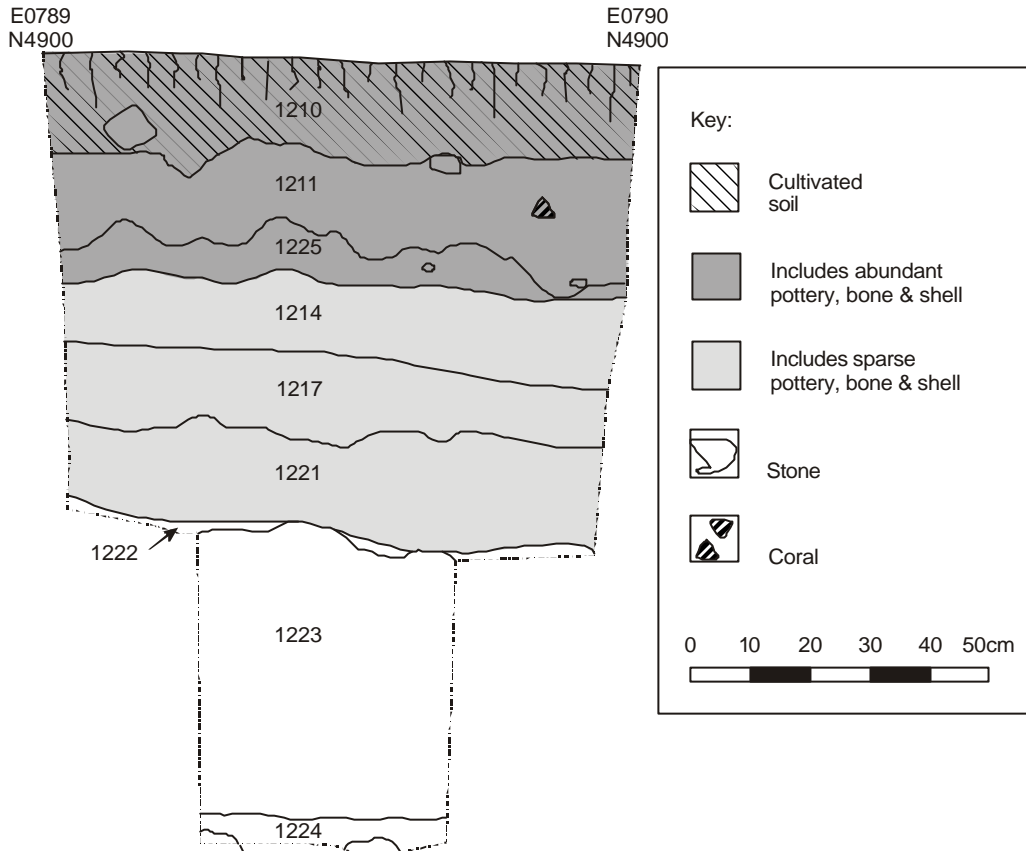 E0789
N4900
E0790
N4900
1210
1211
1225
1214
1217
1221
1222
1223
1224
Key:
Cultivated
soil
Includes abundant
pottery, bone & shell
Includes sparse
pottery, bone & shell
Stone
Coral
0 10 20 30 40 50cm